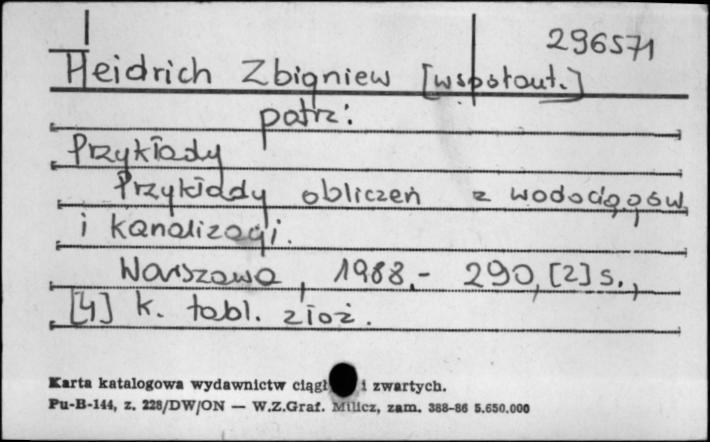 296571
Heidrich Zbigniew [współaut.]
patrz:
Przykłady
Przykłady obliczeń z wodociągów
i kanalizacji.
Warszawa, 1988.- 290, [2] s.,
[4] k. tabl. złoż.
Karta katalogowa wydawnictw ciągł i zwartych.
Pu-B-144, z. 228/DW/ON — W.Z.Graf. Milicz, zam. 388-86 5.650.000